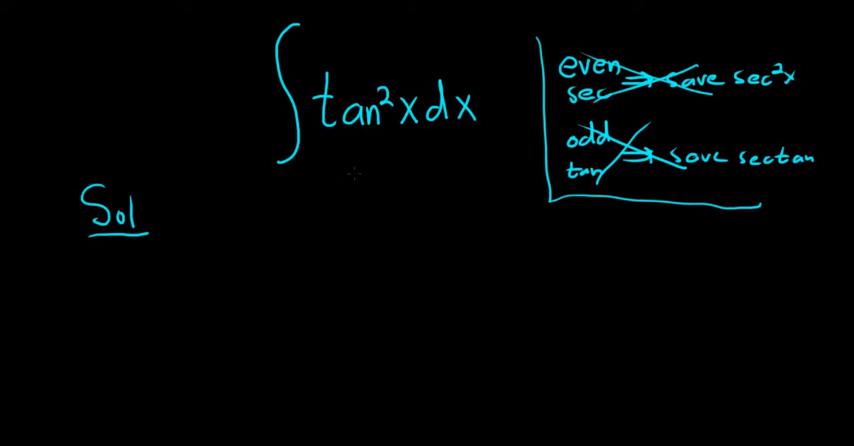 ∫ tan²x dx
even sec ⇒ save sec²x
odd tan ⇒ save sectan
Sol